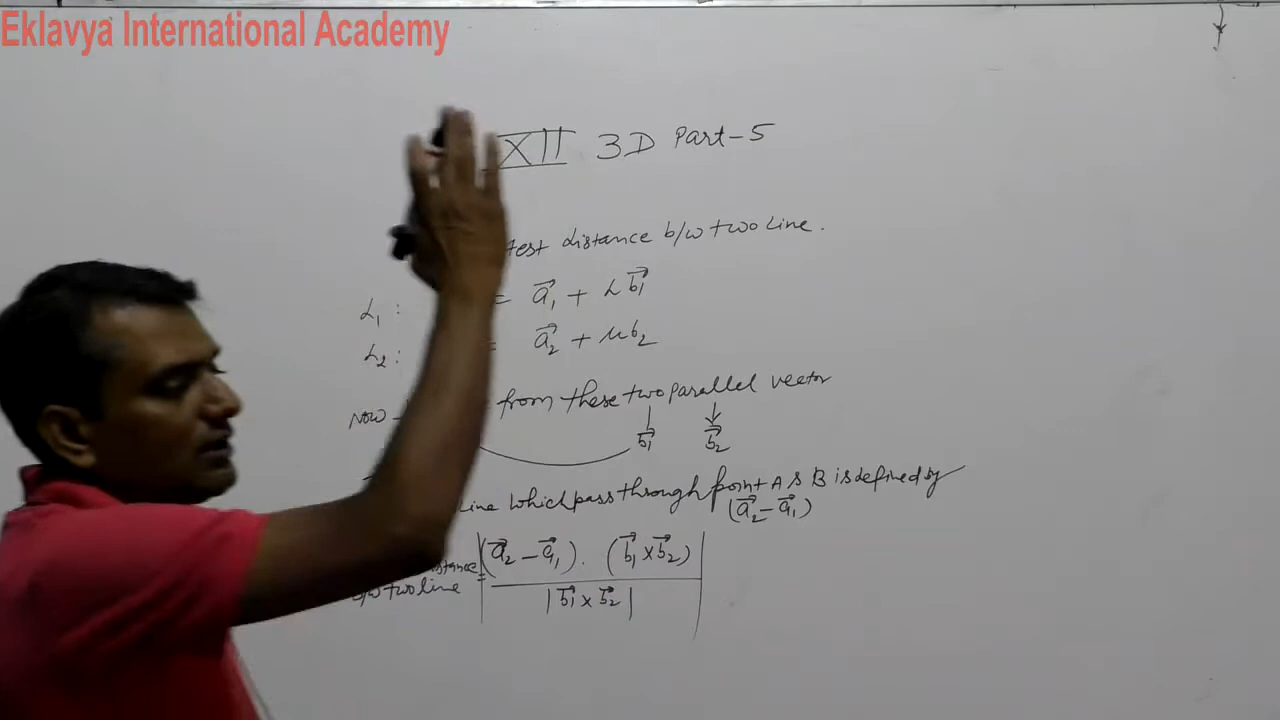 Eklavya International Academy
XII 3D Part-5
test distance b/w two line.
L₁: = a⃗₁ + λb⃗₁
L₂: = a⃗₂ + μb₂
Now from these two parallel vector
b⃗₁ b⃗₂
line which pass through point A & B is defined by
(a⃗₂ - a⃗₁)
istance = |(a⃗₂ - a⃗₁) . (b⃗₁ × b⃗₂)|
b/w two line |b⃗₁ × b⃗₂|